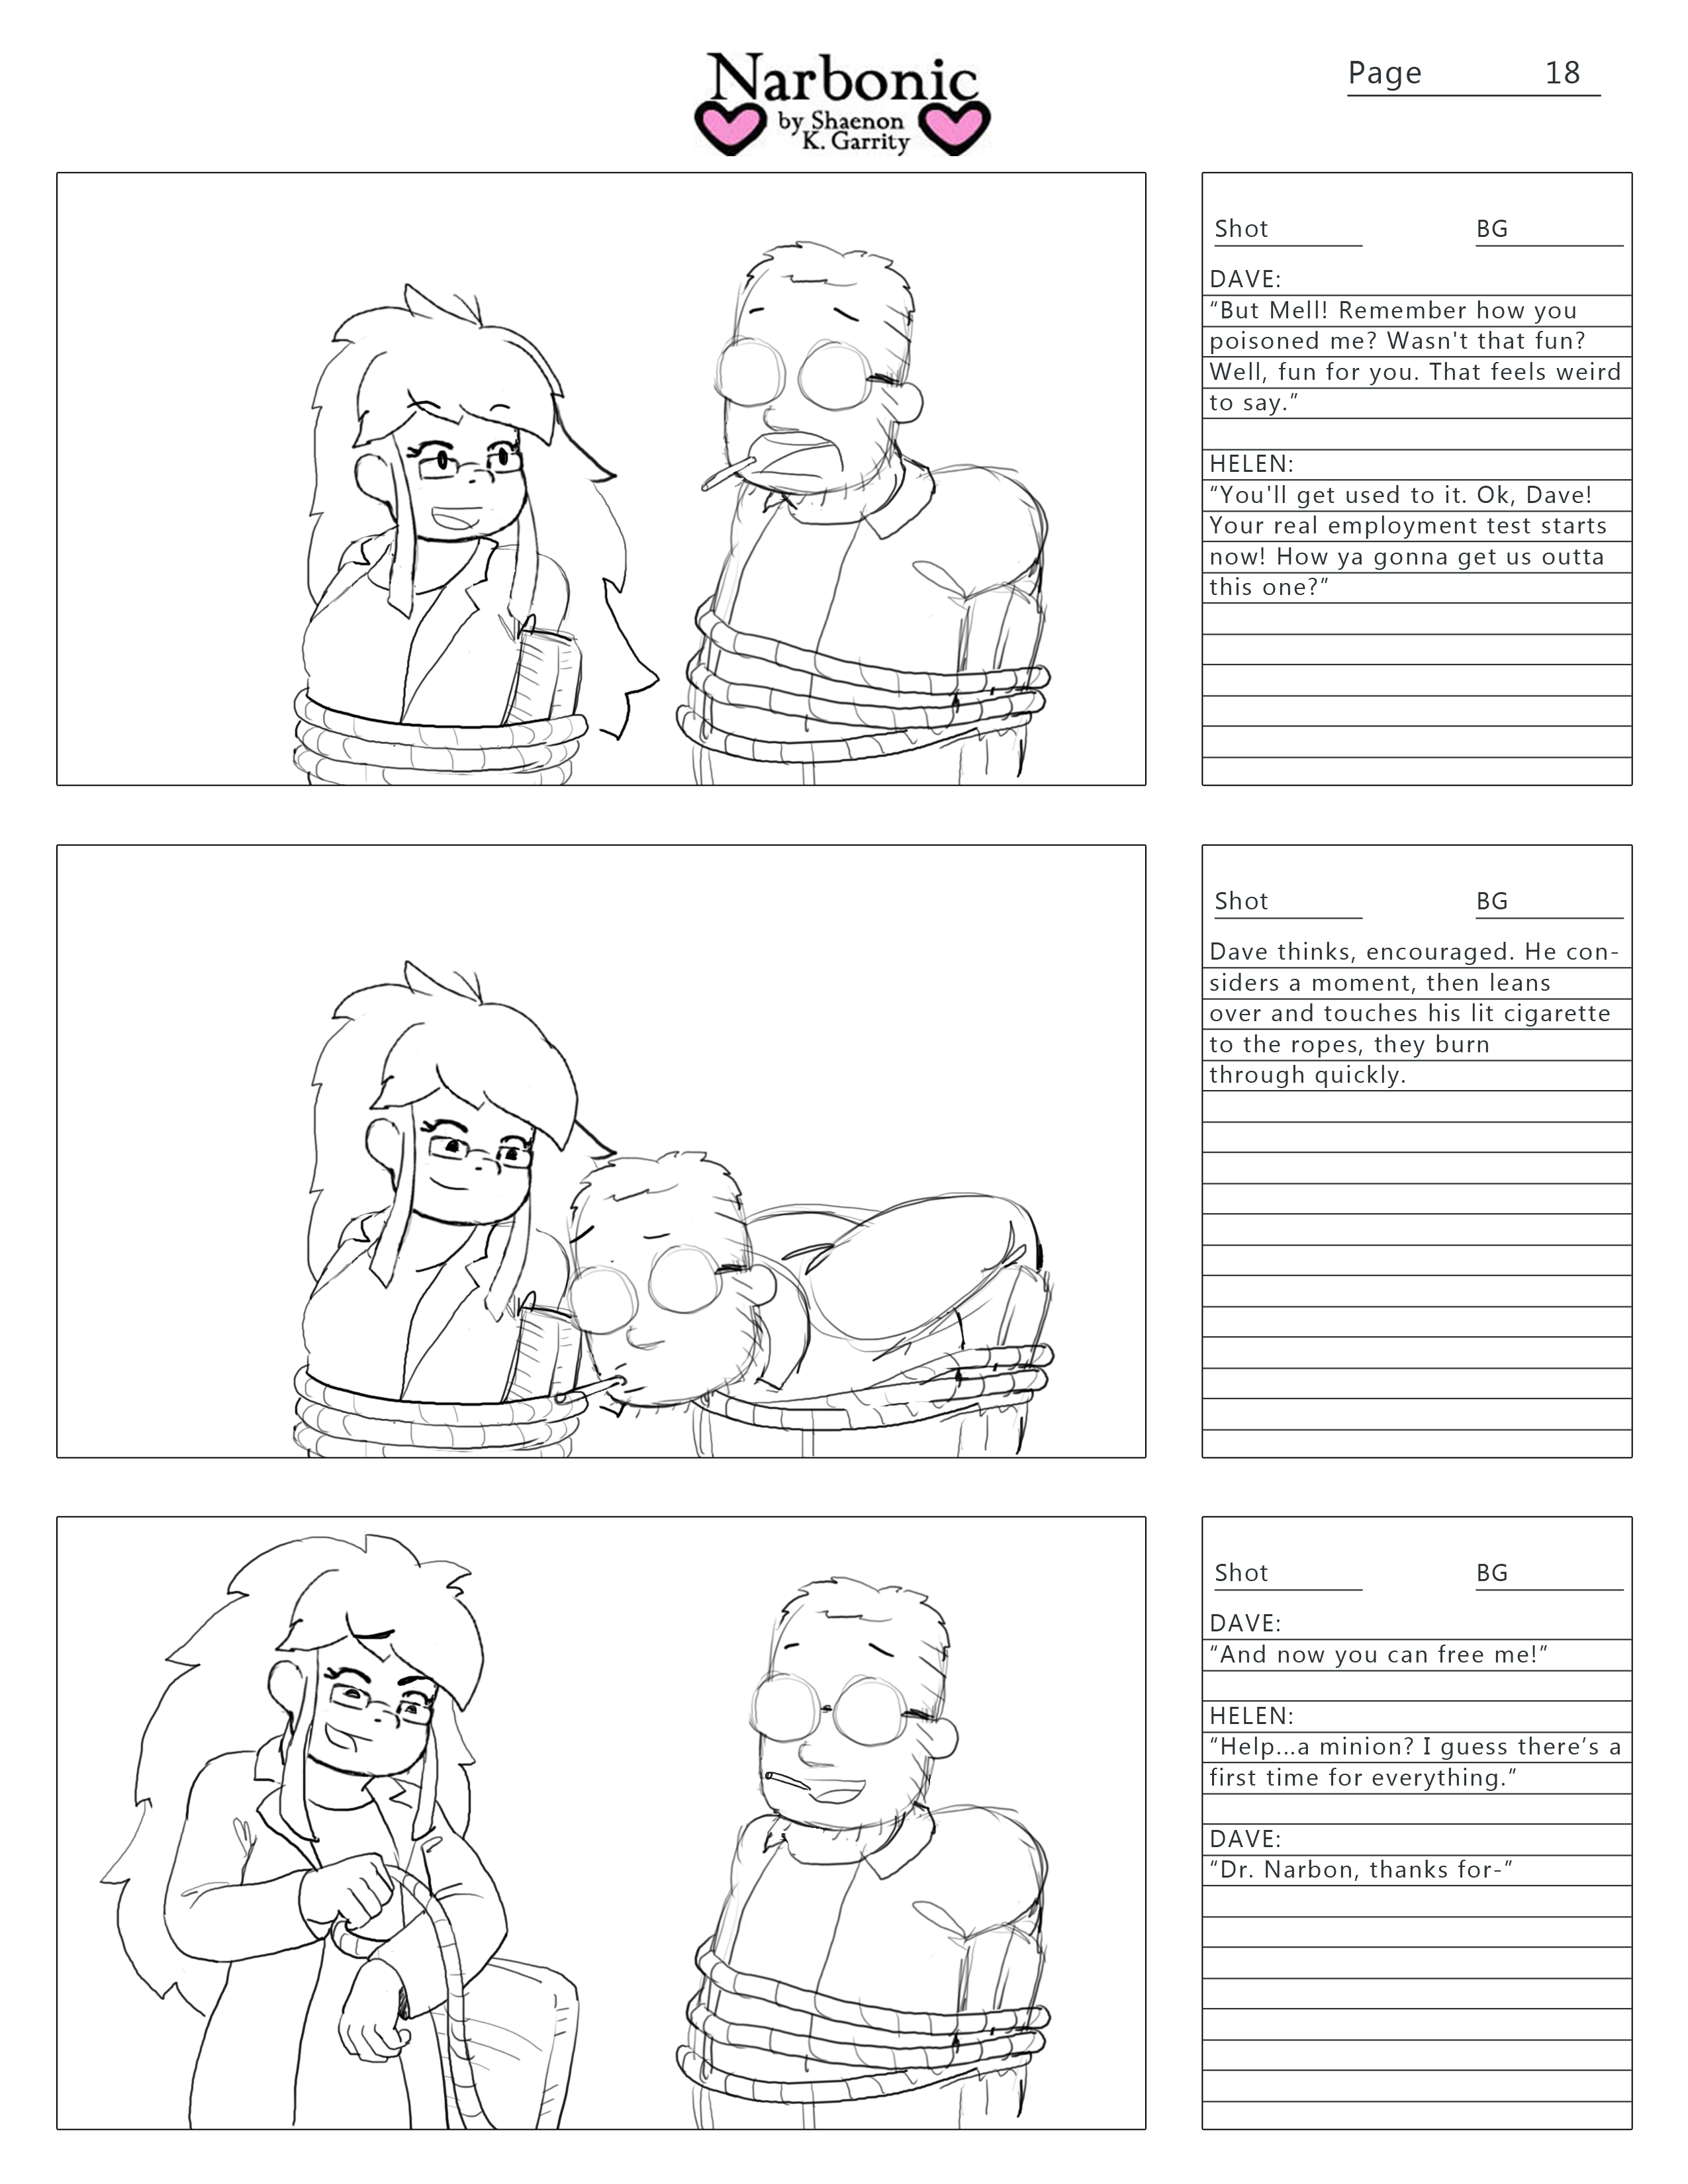 Narbonic
by Shaenon
K. Garrity
Page 18
Shot BG
DAVE:
“But Mell! Remember how you
poisoned me? Wasn't that fun?
Well, fun for you. That feels weird
to say.”
HELEN:
“You'll get used to it. Ok, Dave!
Your real employment test starts
now! How ya gonna get us outta
this one?”
Shot BG
Dave thinks, encouraged. He con-
siders a moment, then leans
over and touches his lit cigarette
to the ropes, they burn
through quickly.
Shot BG
DAVE:
“And now you can free me!”
HELEN:
“Help...a minion? I guess there’s a
first time for everything.”
DAVE:
“Dr. Narbon, thanks for-”